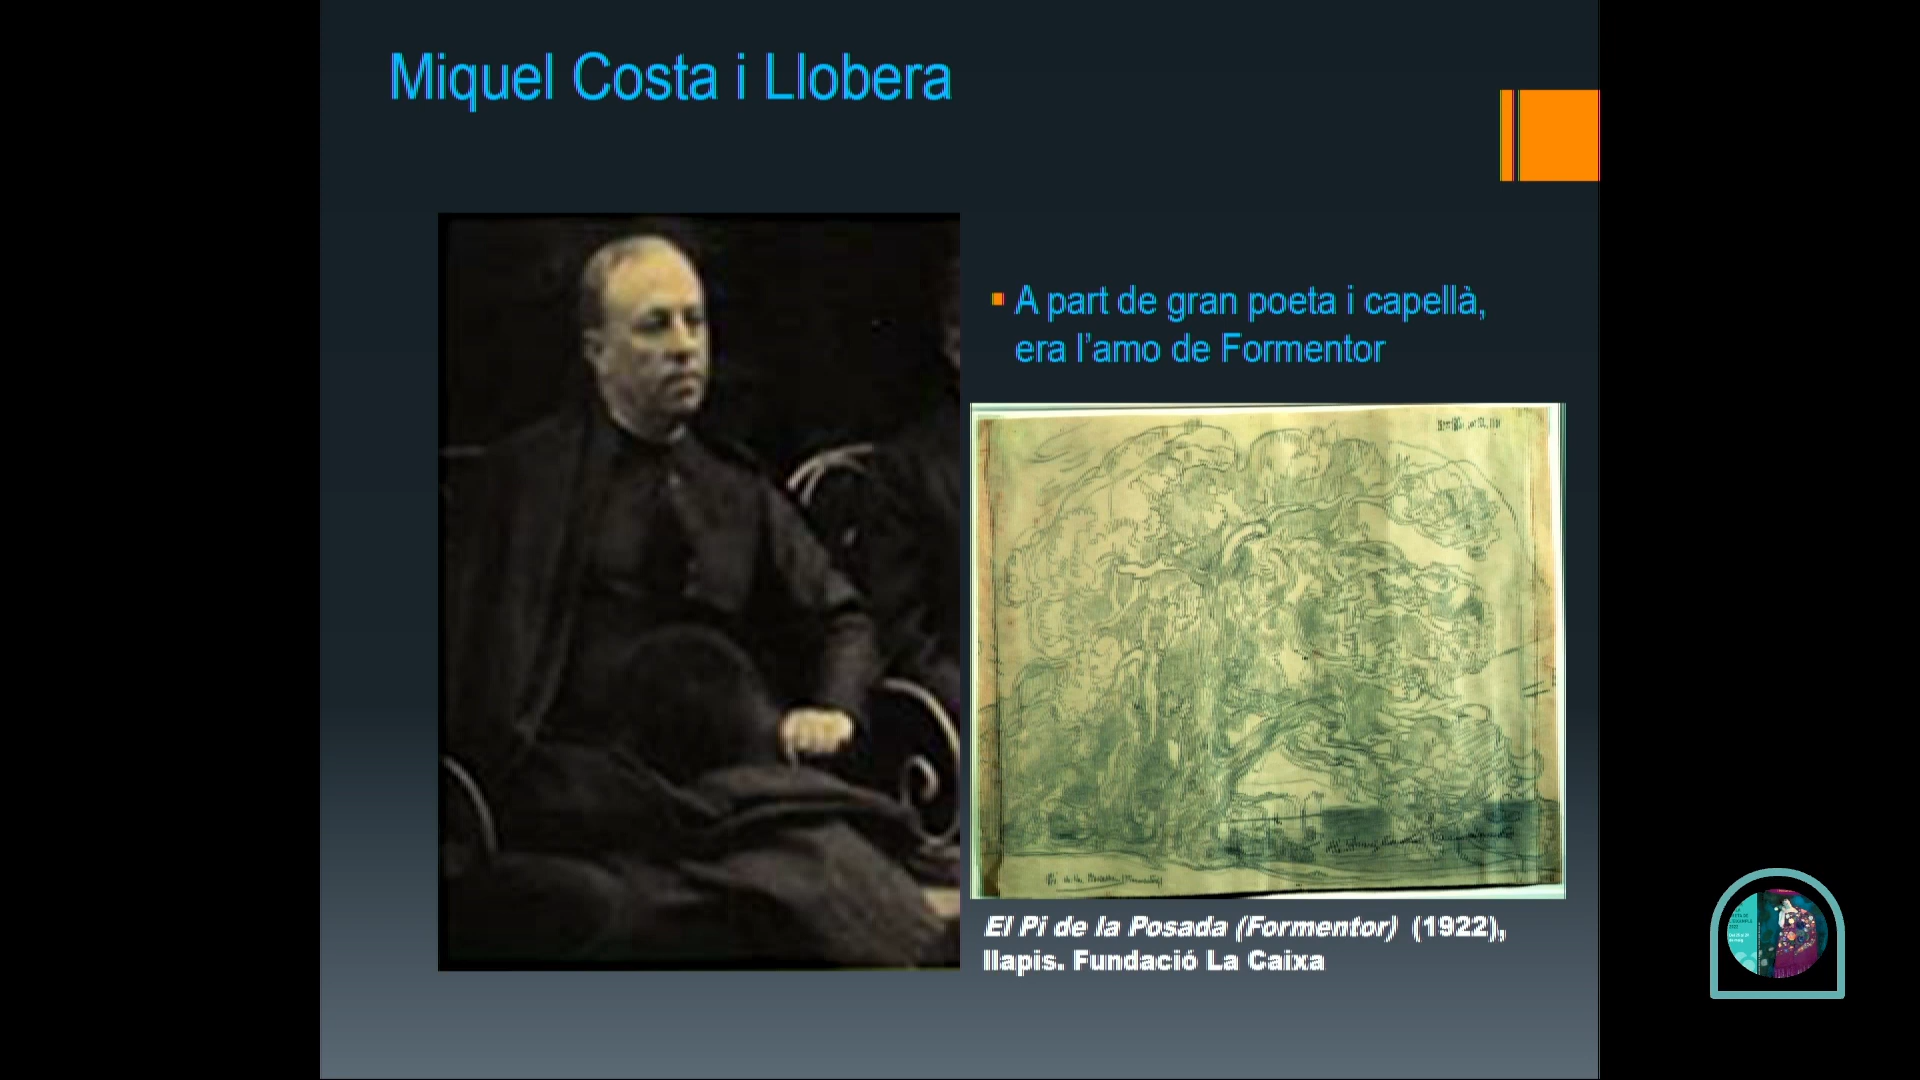 Miquel Costa i Llobera
A part de gran poeta i capellà,
era l’amo de Formentor
El Pi de la Posada (Formentor) (1922),
llapis. Fundació La Caixa